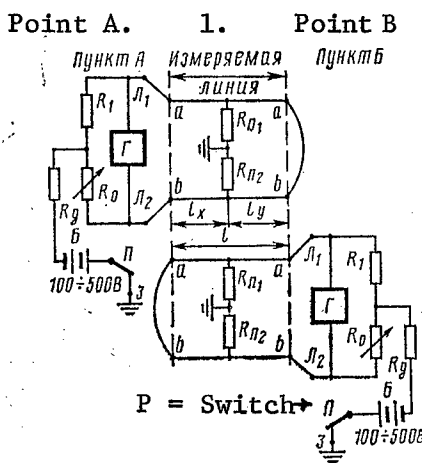 Point A. 1. Point B
Пункт А Измеряемая линия Пункт Б
R₁ Л₁ a Rп₁ a
Г
R₀ Л₂ b Rп₂ b
Rg lx ly
Б П l
100÷500В З
a Rп₁ a Л₁ R₁
Г
b Rп₂ b Л₂ R₀ Rg
P = Switch→ П Б
З 100÷500В